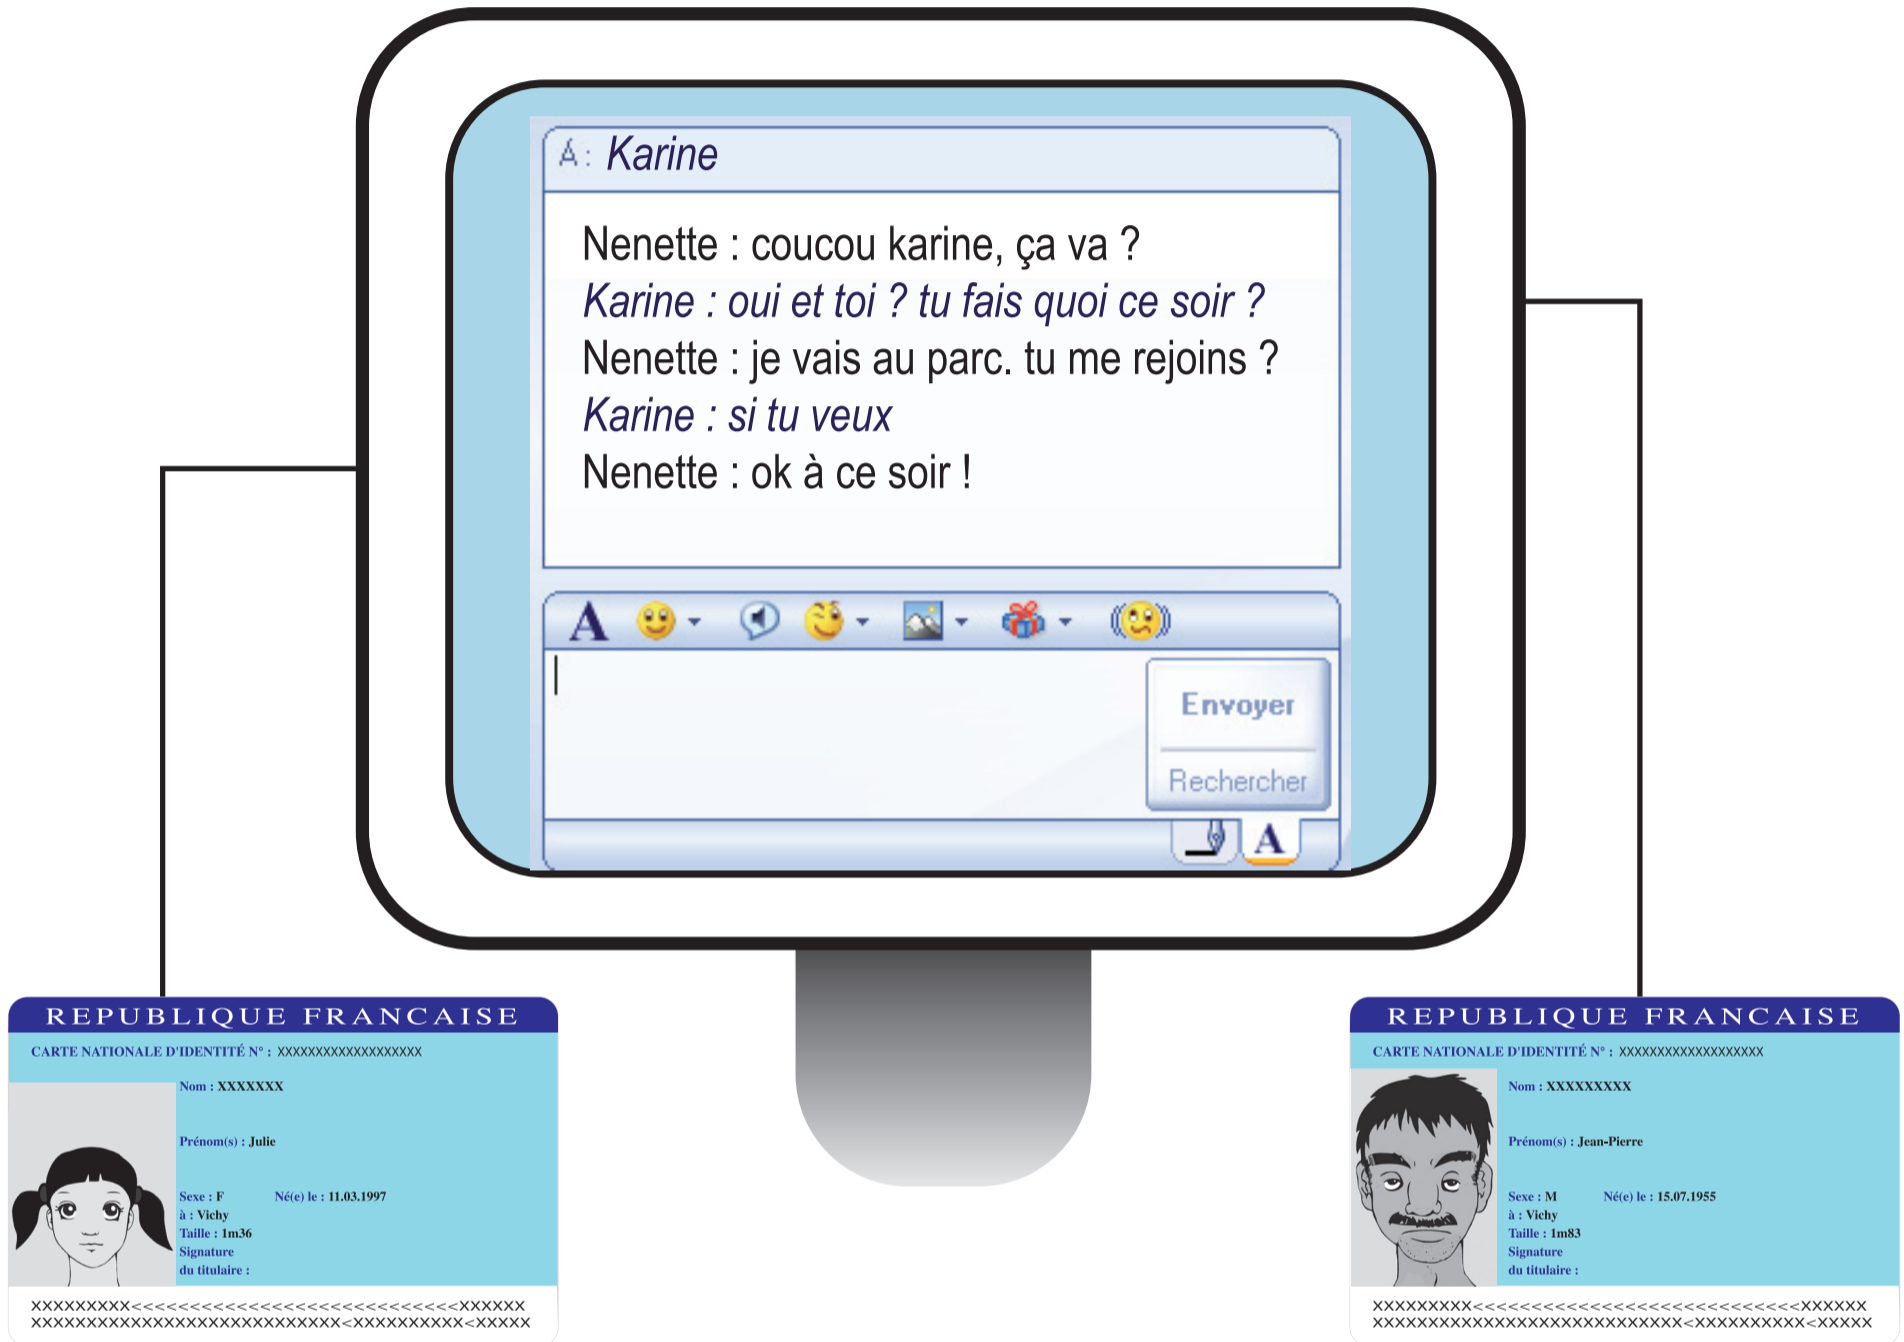 À: Karine
Nenette : coucou karine, ça va ?
Karine : oui et toi ? tu fais quoi ce soir ?
Nenette : je vais au parc. tu me rejoins ?
Karine : si tu veux
Nenette : ok à ce soir !
A
Envoyer
Rechercher
A
REPUBLIQUE FRANCAISE
CARTE NATIONALE D'IDENTITÉ N° : XXXXXXXXXXXXXXXXXXX
Nom : XXXXXXX
Prénom(s) : Julie
Sexe : F Né(e) le : 11.03.1997
à : Vichy
Taille : 1m36
Signature
du titulaire :
XXXXXXXXX<<<<<<<<<<<<<<<<<<<<<<<<<<<<XXXXXX
XXXXXXXXXXXXXXXXXXXXXXXXXXXX<XXXXXXXXXX<XXXXX
REPUBLIQUE FRANCAISE
CARTE NATIONALE D'IDENTITÉ N° : XXXXXXXXXXXXXXXXXXX
Nom : XXXXXXXXX
Prénom(s) : Jean-Pierre
Sexe : M Né(e) le : 15.07.1955
à : Vichy
Taille : 1m83
Signature
du titulaire :
XXXXXXXXX<<<<<<<<<<<<<<<<<<<<<<<<<<<<XXXXXX
XXXXXXXXXXXXXXXXXXXXXXXXXXXX<XXXXXXXXXX<XXXXX